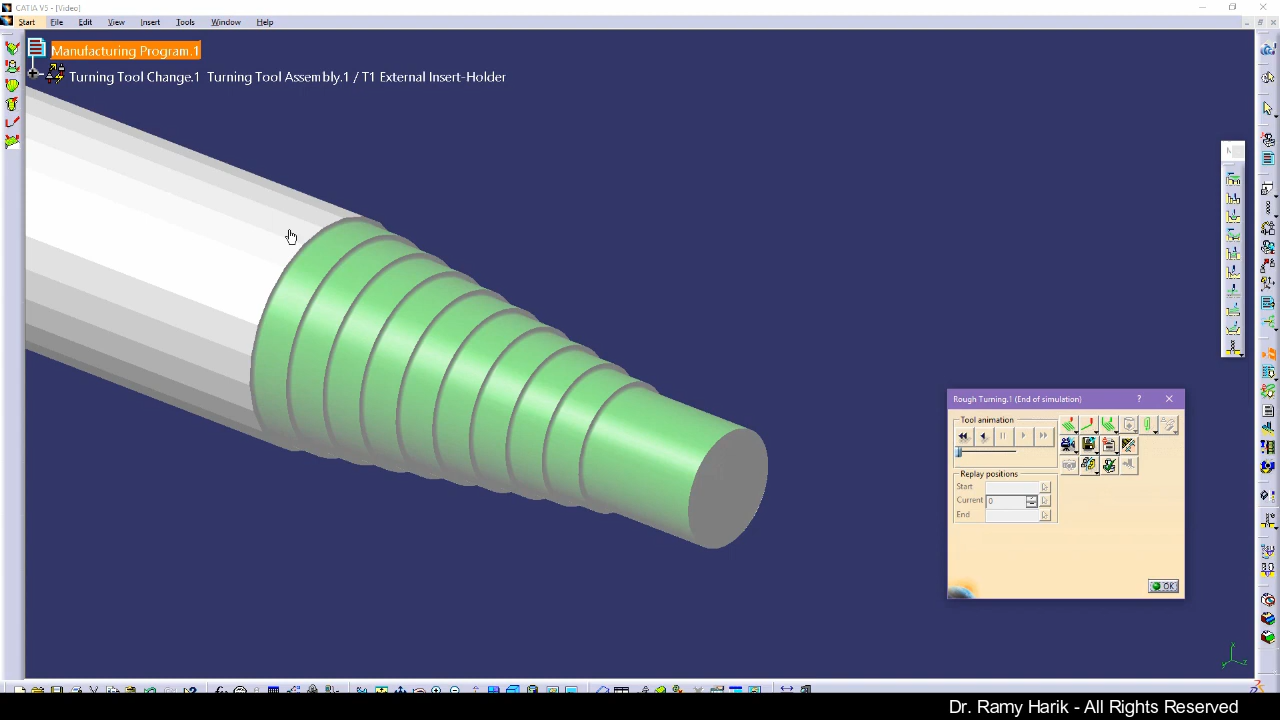 CATIA V5 - [Video]
Start File Edit View Insert Tools Window Help
Manufacturing Program.1
Turning Tool Change.1 Turning Tool Assembly.1 / T1 External Insert-Holder
Rough Turning.1 (End of simulation) ?
Tool animation
Replay positions
Start
Current 0
End
OK
Dr. Ramy Harik - All Rights Reserved